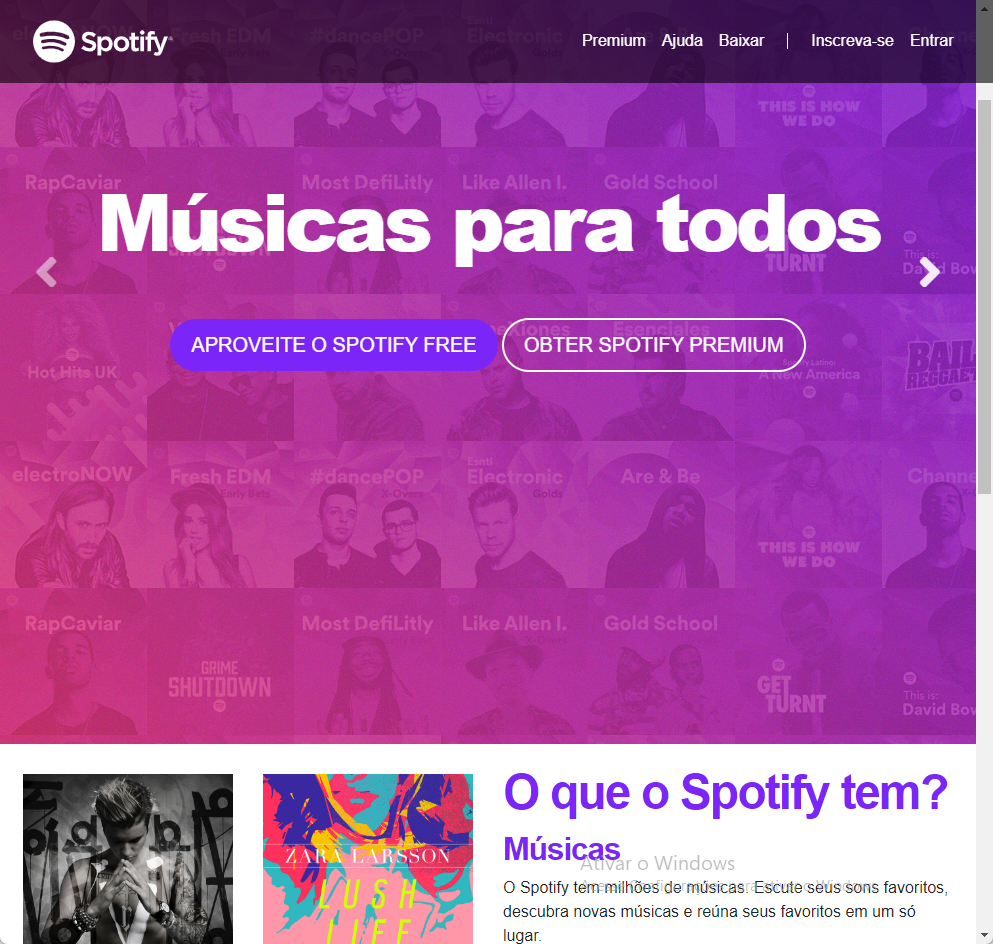 Spotify
Premium Ajuda Baixar | Inscreva-se Entrar
Fresh EDM #dancePOP Esntl Electronic
THIS IS HOW WE DO
RapCaviar Most DefiLitly Like Allen I. Gold School
Músicas para todos
SHUTDOWN TURNT This is: David Bow
APROVEITE O SPOTIFY FREE OBTER SPOTIFY PREMIUM
Esenciales
Hot Hits UK A New America BAIL REGGAET
electroNOW Fresh EDM #dancePOP Esntl Electronic Are & Be Channe
Early Bets X-Overs Golds
THIS IS HOW WE DO
RapCaviar Most DefiLitly Like Allen I. Gold School
GRIME SHUTDOWN GET TURNT This is: David Bow
O que o Spotify tem?
Músicas
Ativar o Windows
O Spotify tem milhões de músicas. Escute seus sons favoritos,
descubra novas músicas e reúna seus favoritos em um só
lugar.
ZARA LARSSON
LUSH
LIFE